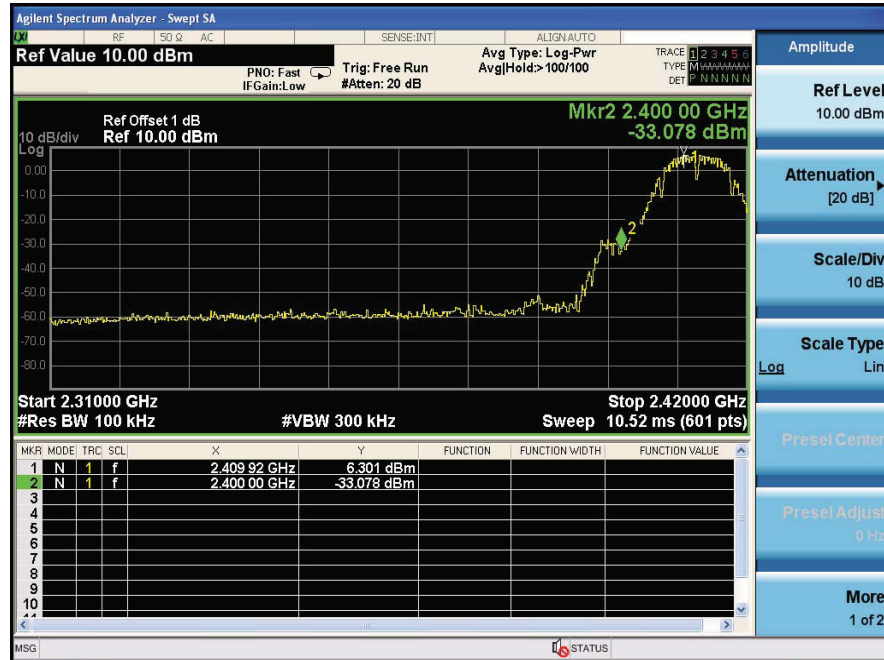 Agilent Spectrum Analyzer - Swept SA
LXI RF 50 Ω AC SENSE:INT ALIGN AUTO
Ref Value 10.00 dBm
PNO: Fast
IFGain:Low
Trig: Free Run
#Atten: 20 dB
Avg Type: Log-Pwr
Avg|Hold:>100/100
TRACE 1 2 3 4 5 6
TYPE M WWWWW
DET P N N N N N
Mkr2 2.400 00 GHz
-33.078 dBm
Ref Offset 1 dB
10 dB/div Ref 10.00 dBm
Log
0.00
-10.0
-20.0
-30.0
-40.0
-50.0
-60.0
-70.0
-80.0
1
2
Start 2.31000 GHz Stop 2.42000 GHz
#Res BW 100 kHz #VBW 300 kHz Sweep 10.52 ms (601 pts)
MKR MODE TRC SCL X Y FUNCTION FUNCTION WIDTH FUNCTION VALUE
1 N 1 f 2.409 92 GHz 6.301 dBm
2 N 1 f 2.400 00 GHz -33.078 dBm
3
4
5
6
7
8
9
10
MSG STATUS
Amplitude
Ref Level
10.00 dBm
Attenuation
[20 dB]
Scale/Div
10 dB
Scale Type
Log Lin
Presel Center
Presel Adjust
0 Hz
More
1 of 2